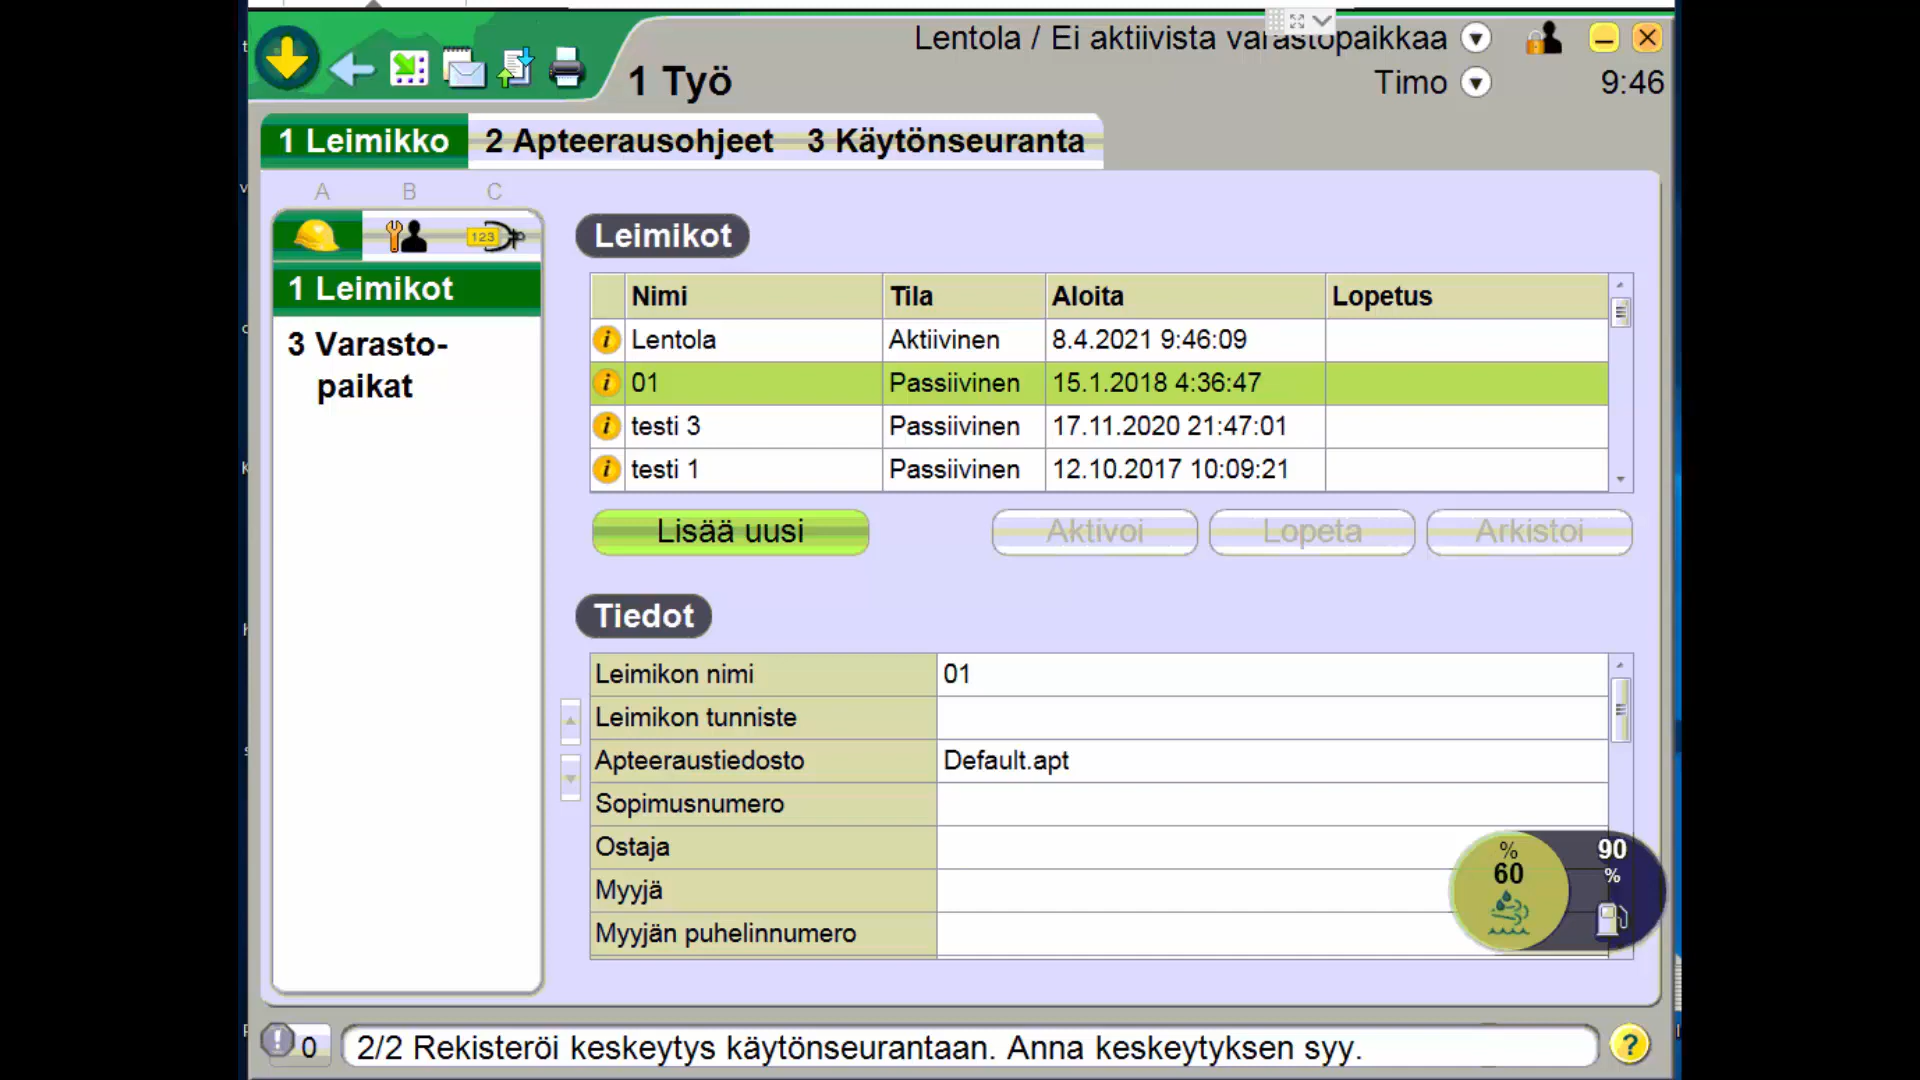 Lentola / Ei aktiivista varastopaikkaa
1 Työ
Timo
9:46
1 Leimikko
2 Apteerausohjeet
3 Käytönseuranta
A
B
C
123
1 Leimikot
3 Varasto-
paikat
Leimikot
Nimi Tila Aloita Lopetus
Lentola Aktiivinen 8.4.2021 9:46:09
01 Passiivinen 15.1.2018 4:36:47
testi 3 Passiivinen 17.11.2020 21:47:01
testi 1 Passiivinen 12.10.2017 10:09:21
Lisää uusi
Aktivoi
Lopeta
Arkistoi
Tiedot
Leimikon nimi 01
Leimikon tunniste
Apteeraustiedosto Default.apt
Sopimusnumero
Ostaja
Myyjä
Myyjän puhelinnumero
%
60
90
%
0
2/2 Rekisteröi keskeytys käytönseurantaan. Anna keskeytyksen syy.
?